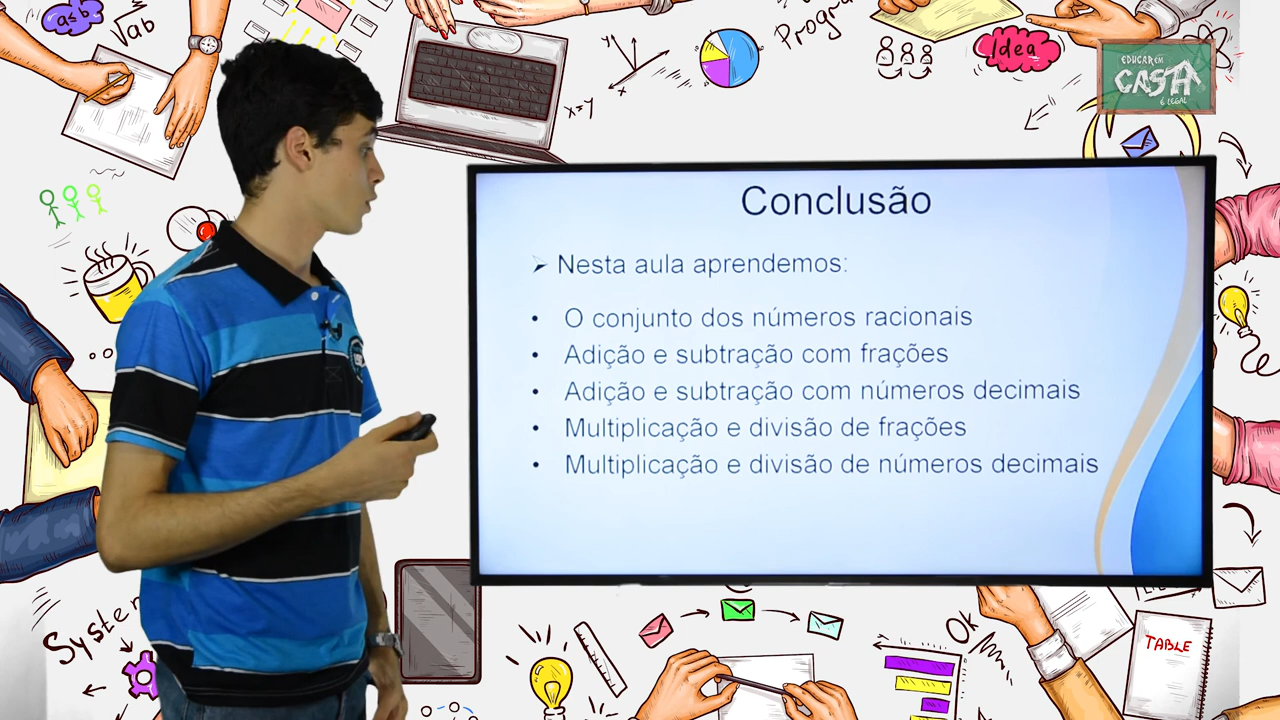 a≤b
√ab
y
x
x=y
Progra
Idea
EDUCAR EM
CASA
É LEGAL
Conclusão
Nesta aula aprendemos:
• O conjunto dos números racionais
• Adição e subtração com frações
• Adição e subtração com números decimais
• Multiplicação e divisão de frações
• Multiplicação e divisão de números decimais
System
Ok
TABLE